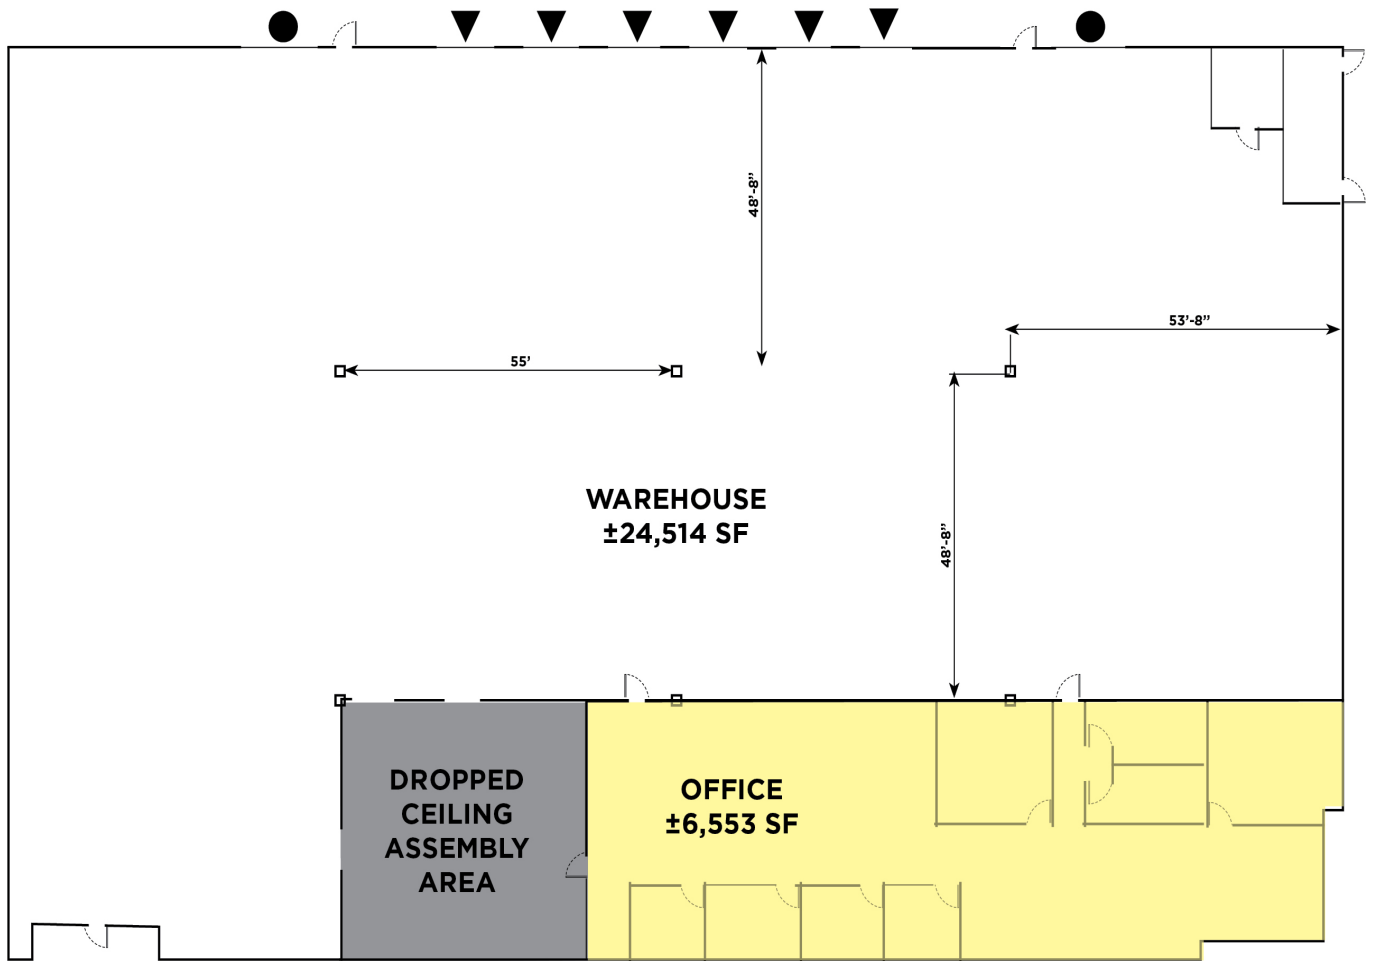 48'-8”
53'-8”
55'
WAREHOUSE
±24,514 SF
48'-8”
DROPPED
CEILING
ASSEMBLY
AREA
OFFICE
±6,553 SF